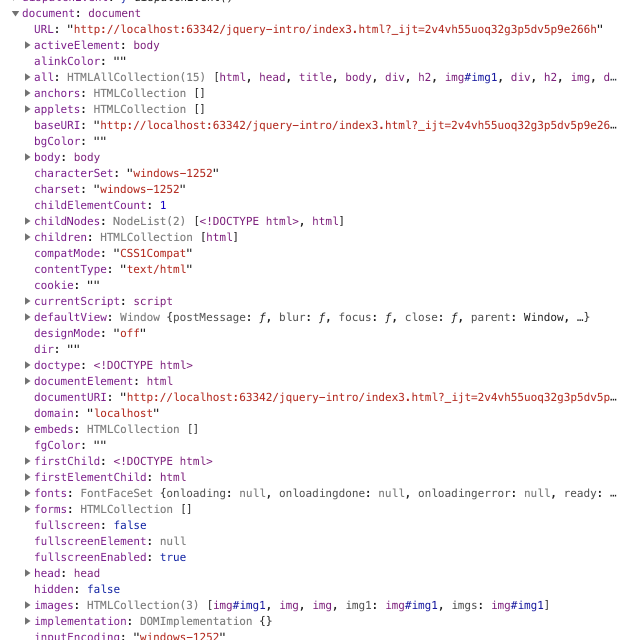 document: document
URL: "http://localhost:63342/jquery-intro/index3.html?_ijt=2v4vh55uoq32g3p5dv5p9e266h"
activeElement: body
alinkColor: ""
all: HTMLAllCollection(15) [html, head, title, body, div, h2, img#img1, div, h2, img, d…
anchors: HTMLCollection []
applets: HTMLCollection []
baseURI: "http://localhost:63342/jquery-intro/index3.html?_ijt=2v4vh55uoq32g3p5dv5p9e26…
bgColor: ""
body: body
characterSet: "windows-1252"
charset: "windows-1252"
childElementCount: 1
childNodes: NodeList(2) [<!DOCTYPE html>, html]
children: HTMLCollection [html]
compatMode: "CSS1Compat"
contentType: "text/html"
cookie: ""
currentScript: script
defaultView: Window {postMessage: ƒ, blur: ƒ, focus: ƒ, close: ƒ, parent: Window, …}
designMode: "off"
dir: ""
doctype: <!DOCTYPE html>
documentElement: html
documentURI: "http://localhost:63342/jquery-intro/index3.html?_ijt=2v4vh55uoq32g3p5dv5p…
domain: "localhost"
embeds: HTMLCollection []
fgColor: ""
firstChild: <!DOCTYPE html>
firstElementChild: html
fonts: FontFaceSet {onloading: null, onloadingdone: null, onloadingerror: null, ready: …
forms: HTMLCollection []
fullscreen: false
fullscreenElement: null
fullscreenEnabled: true
head: head
hidden: false
images: HTMLCollection(3) [img#img1, img, img, img1: img#img1, imgs: img#img1]
implementation: DOMImplementation {}
inputEncoding: "windows-1252"